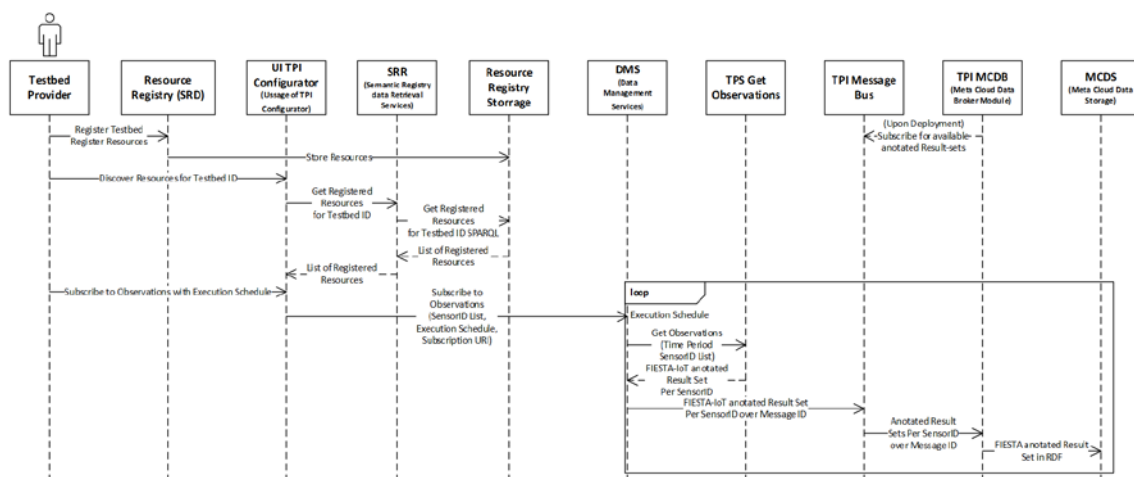 Testbed
Provider
Resource
Registry (SRD)
UI TPI
Configurator
(Ussage of TPI
Configurator)
SRR
(Semantic Registry
data Retrieval
Services)
Resource
Registry
Storrage
DMS
(Data
Management
Services)
TPS Get
Observations
TPI Message
Bus
TPI MCDB
(Meta Cloud Data
Broker Module)
MCDS
(Meta Cloud Data
Storage)
Register Testbed
Register Resources
(Upon Deployment)
Subscribe for available
anotated Result-sets
Store Resources
Discover Resources for Testbed ID
Get Registered
Resources
for Testbed ID
Get Registered
Resources
for Testbed ID SPARQL
List of Registered
Resources
List of Registered
Resources
Subscribe to Observations with Execution Schedule
Subscribe to
Observations
(SensorID List,
Execution Schedule,
Subscription URI)
loop
Execution Schedule
Get Observations
(Time Period
SensorID List)
FIESTA-IoT anotated
Result Set
Per SensorID
FIESTA-IoT anotated Result Set
Per SensorID over Message ID
Anotated Result
Sets Per SensorID
over Message ID
FIESTA anotated Result
Set in RDF